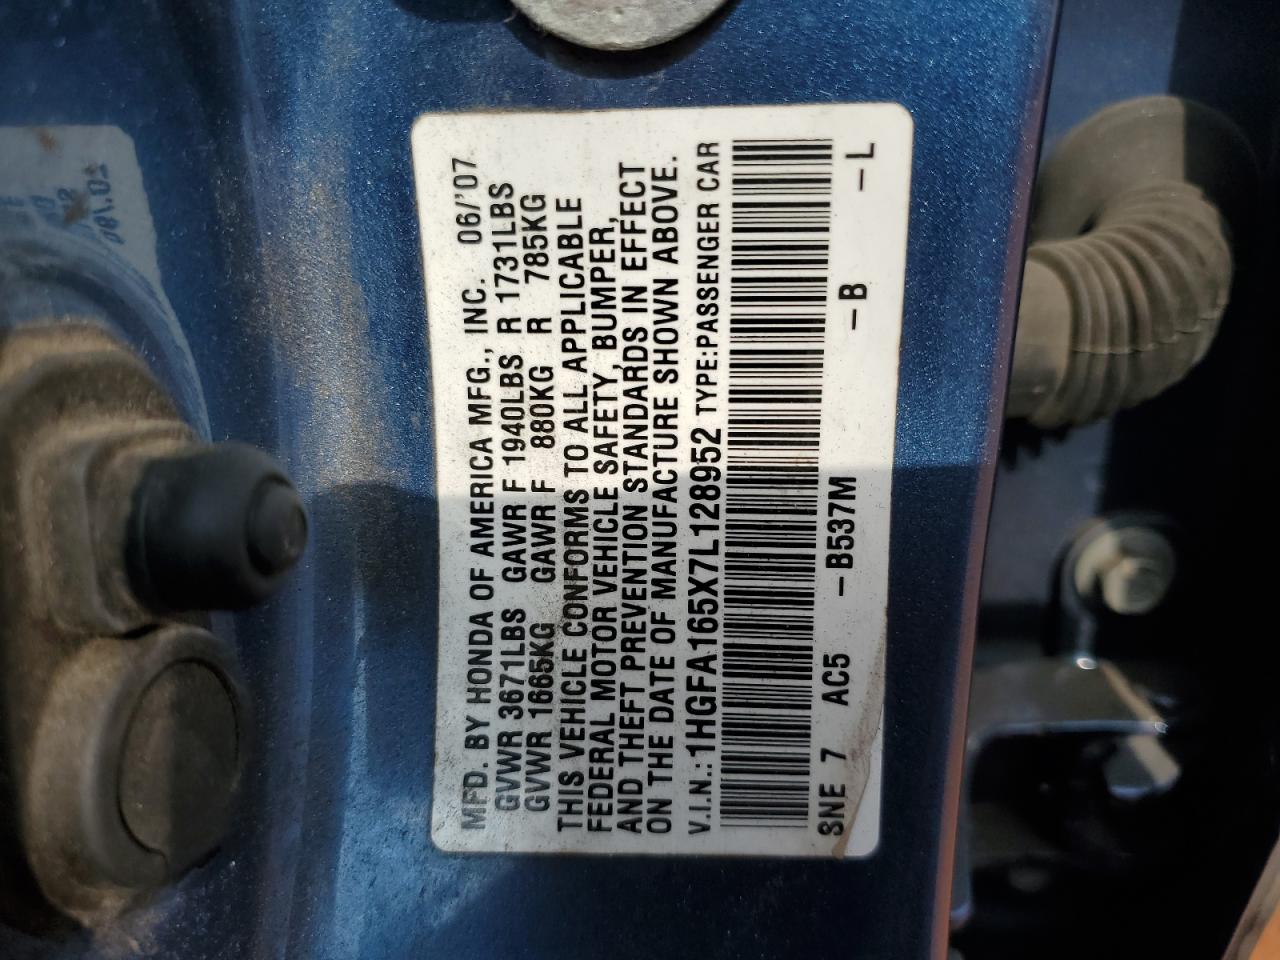 MFD. BY HONDA OF AMERICA MFG., INC. 06/'07
GVWR 3671LBS GAWR F 1940LBS R 1731LBS
GVWR 1665KG GAWR F 880KG R 785KG
THIS VEHICLE CONFORMS TO ALL APPLICABLE
FEDERAL MOTOR VEHICLE SAFETY, BUMPER,
AND THEFT PREVENTION STANDARDS IN EFFECT
ON THE DATE OF MANUFACTURE SHOWN ABOVE.
V.I.N.:1HGFA165X7L128952 TYPE:PASSENGER CAR
SNE 7 AC5 -B537M -B -L